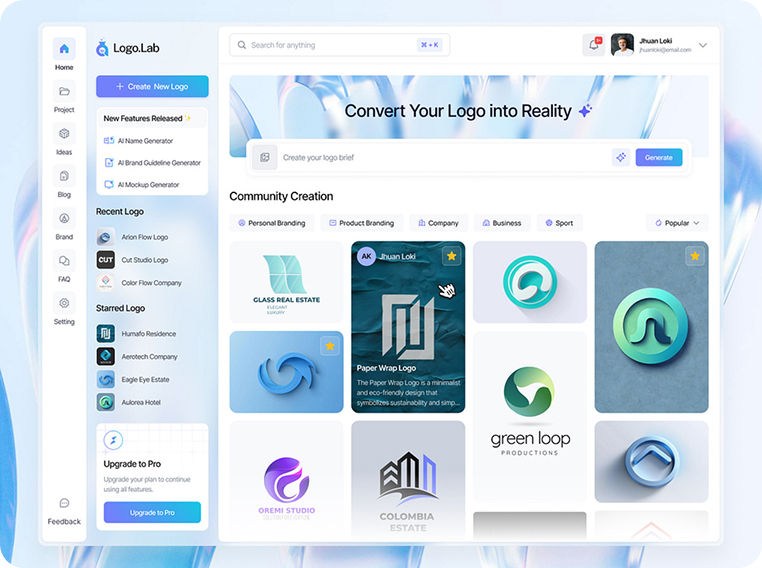 Home
Project
Ideas
Blog
Brand
FAQ
Setting
Feedback
Logo.Lab
+ Create New Logo
New Features Released✨
AI Name Generator
AI Brand Guideline Generator
AI Mockup Generator
Recent Logo
Arion Flow Logo
CUT
Cut Studio Logo
Color Flow Company
Starred Logo
Humafo Residence
Aerotech Company
Eagle Eye Estate
Aulorea Hotel
Upgrade to Pro
Upgrade your plan to continue
using all features.
Upgrade to Pro
Search for anything
⌘ + K
Jhuan Loki
jhuanloki@email.com
Convert Your Logo into Reality
Create your logo brief
Generate
Community Creation
Personal Branding
Product Branding
Company
Business
Sport
Popular
GLASS REAL ESTATE
ELEGANT
LUXURY
AK
Jhuan Loki
Paper Wrap Logo
The Paper Wrap Logo is a minimalist
and eco-friendly design that
symbolizes sustainability and simp...
green loop
PRODUCTIONS
OREMI STUDIO
COLOMBIA
ESTATE